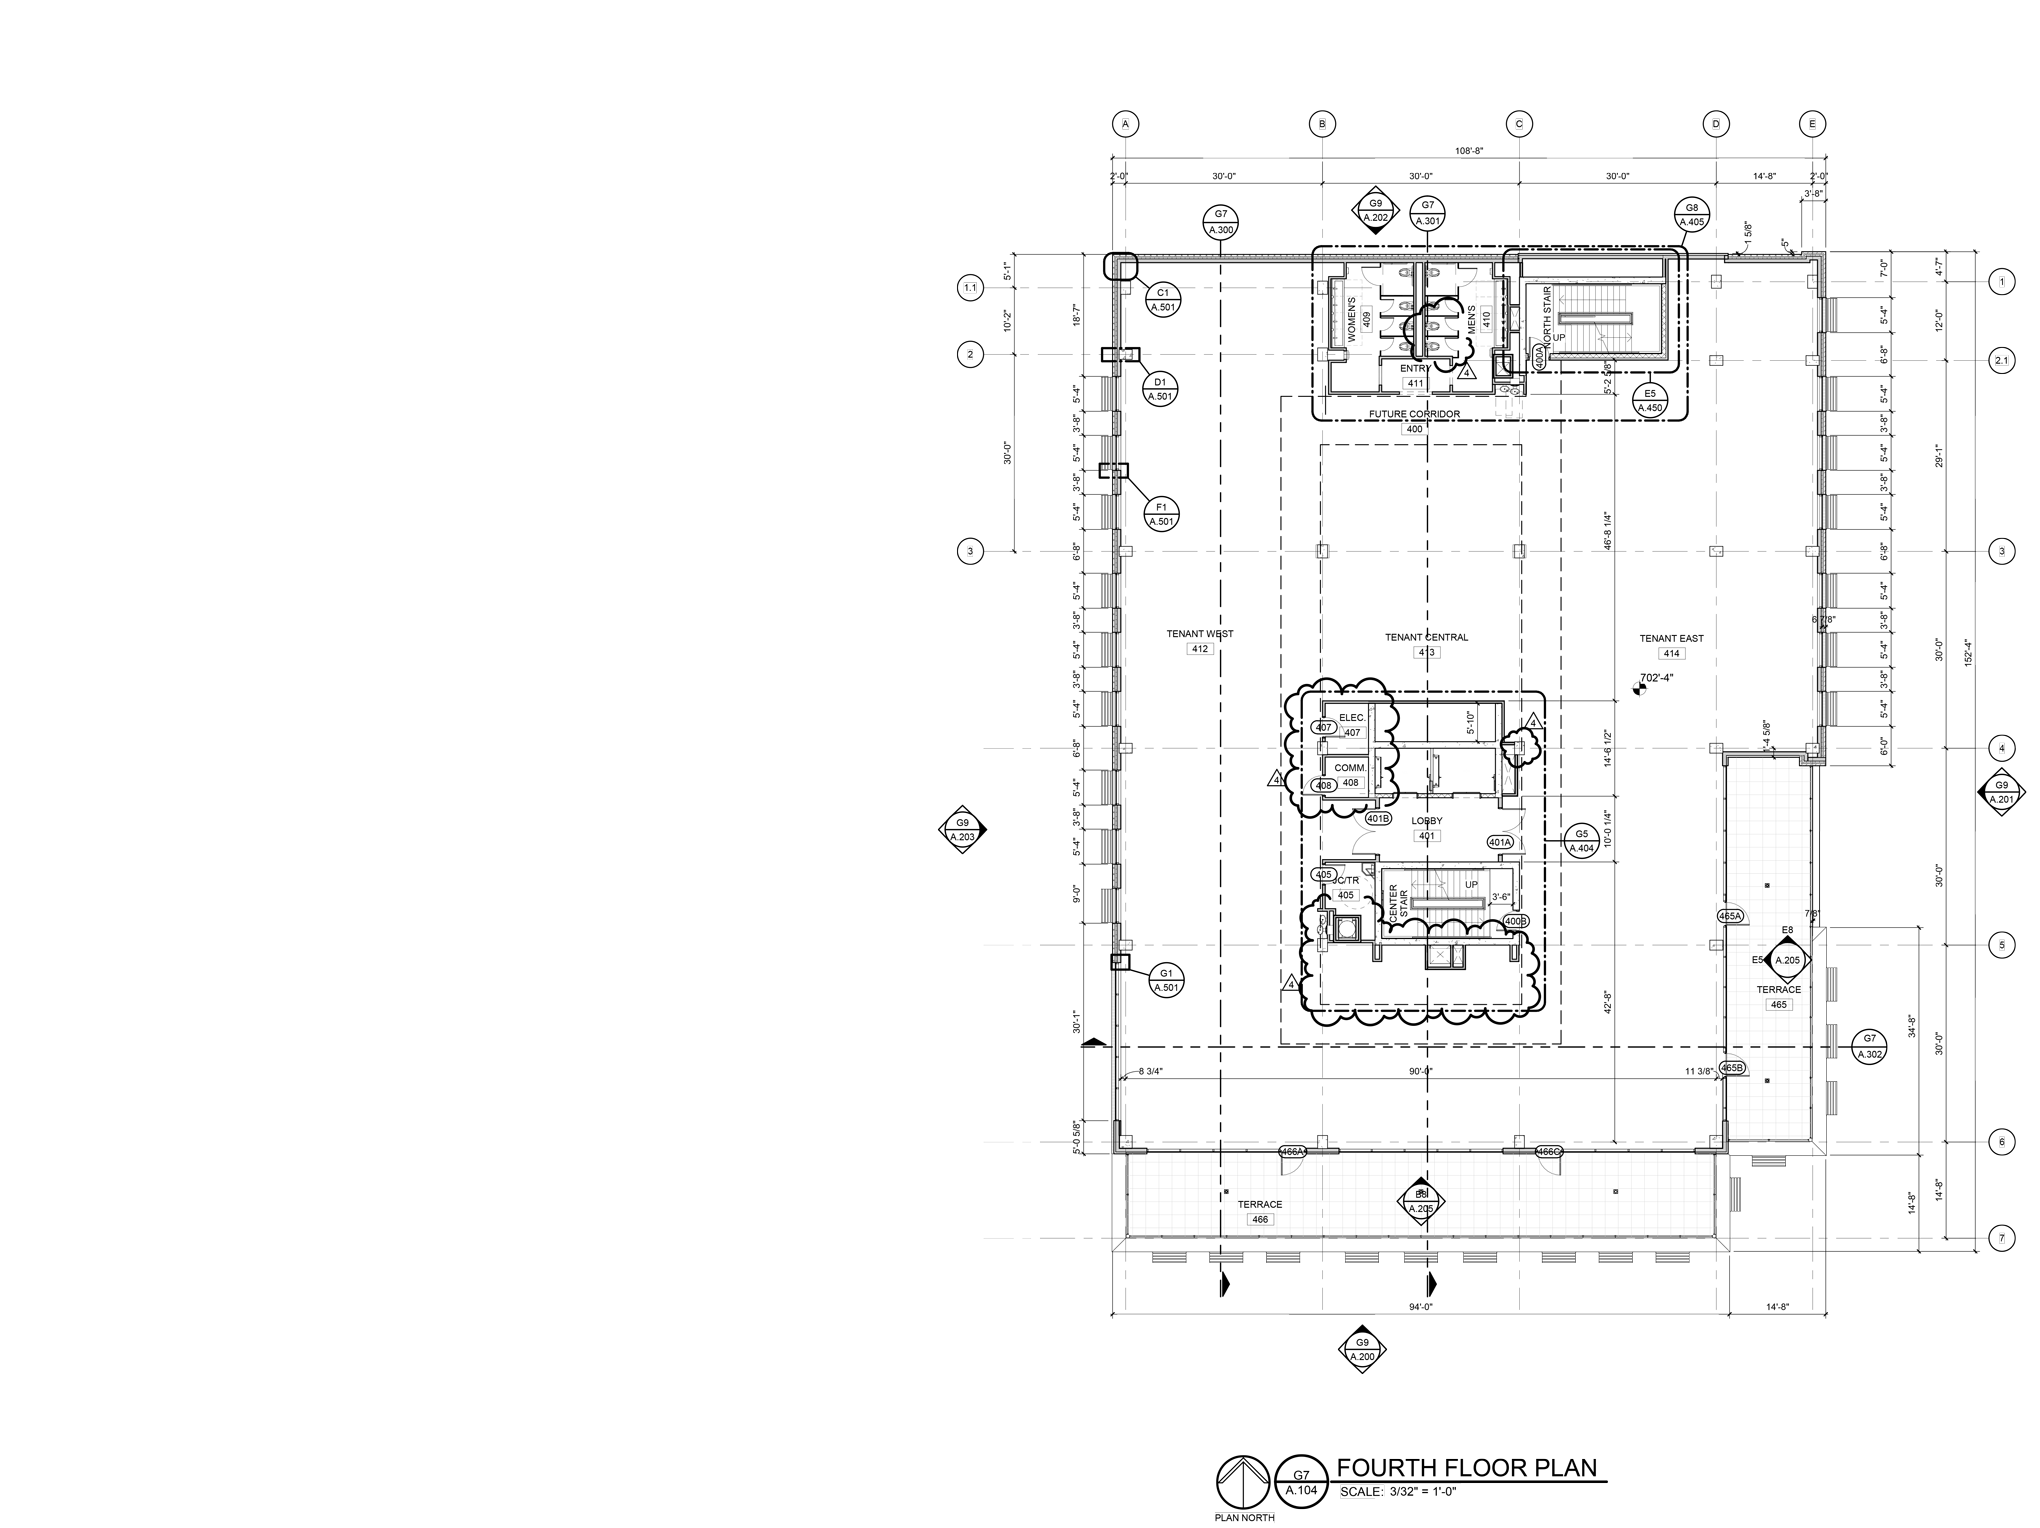 A
B
C
D
E
108'-8"
2'-0"
30'-0"
30'-0"
30'-0"
14'-8"
2'-0"
3'-8"
G7
A.300
G9
A.202
G7
A.301
G8
A.405
1 5/8"
5"
5'-1"
10'-2"
30'-0"
18'-7"
5'-4"
3'-8"
5'-4"
3'-8"
5'-4"
6'-8"
5'-4"
3'-8"
5'-4"
3'-8"
5'-4"
6'-8"
5'-4"
3'-8"
5'-4"
9'-0"
30'-1"
5'-0 5/8"
1.1
2
3
C1
A.501
D1
A.501
F1
A.501
G1
A.501
WOMEN'S
409
MEN'S
410
ENTRY
411
4
NORTH STAIR
UP
400A
5'-2 5/8"
E5
A.450
FUTURE CORRIDOR
400
46'-8 1/4"
TENANT WEST
412
TENANT CENTRAL
413
TENANT EAST
414
702'-4"
ELEC.
407
407
5'-10"
4
14'-6 1/2"
COMM.
408
408
4
401B
LOBBY
401
401A
10'-0 1/4"
G5
A.404
405
JC/TR
405
CENTER
STAIR
UP
3'-6"
400B
4
42'-8"
8 3/4"
90'-0"
11 3/8"
1'-4 5/8"
465A
7/8"
E8
E5
A.205
TERRACE
465
465B
G7
A.302
466A
466C
TERRACE
466
B8
A.205
7'-0"
5'-4"
6'-8"
5'-4"
3'-8"
5'-4"
3'-8"
5'-4"
6'-8"
5'-4"
3'-8"
6 7/8"
5'-4"
3'-8"
5'-4"
6'-0"
4'-7"
12'-0"
29'-1"
30'-0"
30'-0"
30'-0"
14'-8"
152'-4"
34'-8"
14'-8"
1
2.1
3
4
5
6
7
G9
A.201
G9
A.203
94'-0"
14'-8"
G9
A.200
G7
A.104
FOURTH FLOOR PLAN
SCALE: 3/32" = 1'-0"
PLAN NORTH